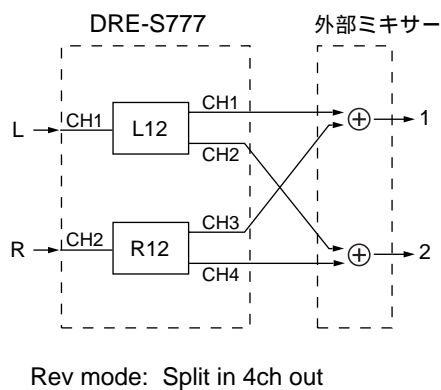 DRE-S777
外部ミキサー
L
CH1
L12
CH1
CH2
1
R
CH2
R12
CH3
CH4
2
Rev mode: Split in 4ch out